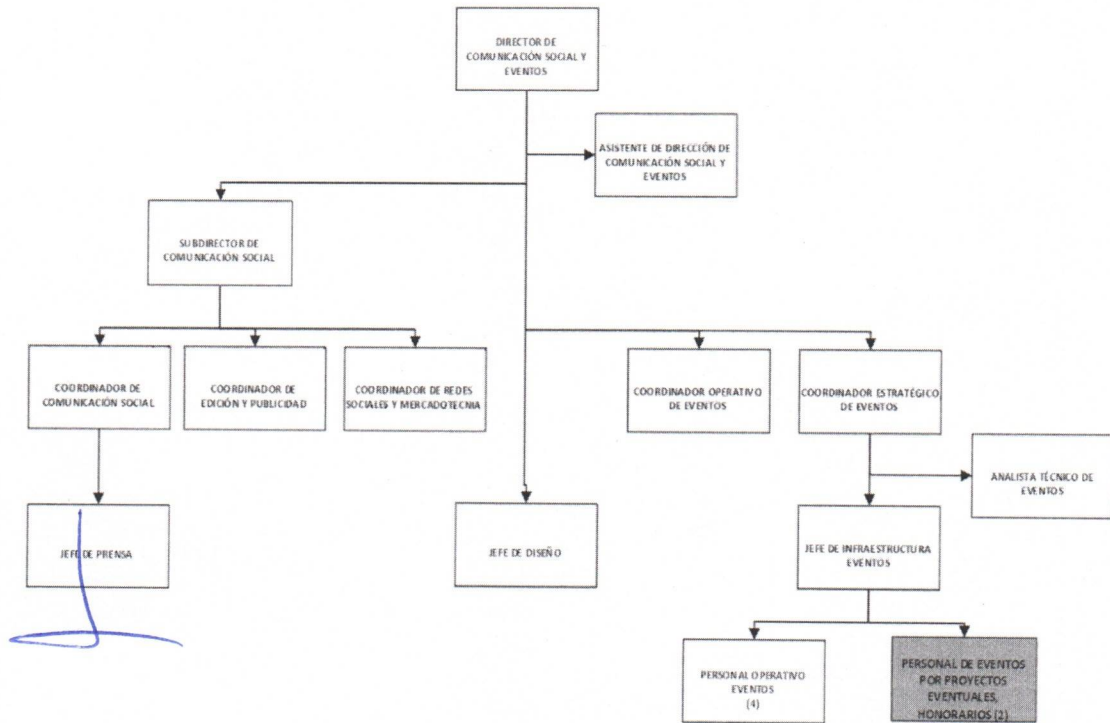 DIRECTOR DE
COMUNICACIÓN SOCIAL Y
EVENTOS
ASISTENTE DE DIRECCIÓN DE
COMUNICACIÓN SOCIAL Y
EVENTOS
SUBDIRECTOR DE
COMUNICACIÓN SOCIAL
COORDINADOR DE
COMUNICACIÓN SOCIAL
COORDINADOR DE
EDICIÓN Y PUBLICIDAD
COORDINADOR DE REDES
SOCIALES Y MERCADOTECNIA
COORDINADOR OPERATIVO
DE EVENTOS
COORDINADOR ESTRATÉGICO
DE EVENTOS
ANALISTA TÉCNICO DE
EVENTOS
JEFE DE PRENSA
JEFE DE DISEÑO
JEFE DE INFRAESTRUCTURA
EVENTOS
PERSONAL OPERATIVO
EVENTOS
(4)
PERSONAL DE EVENTOS
POR PROYECTOS
EVENTUALES,
HONORARIOS (2)